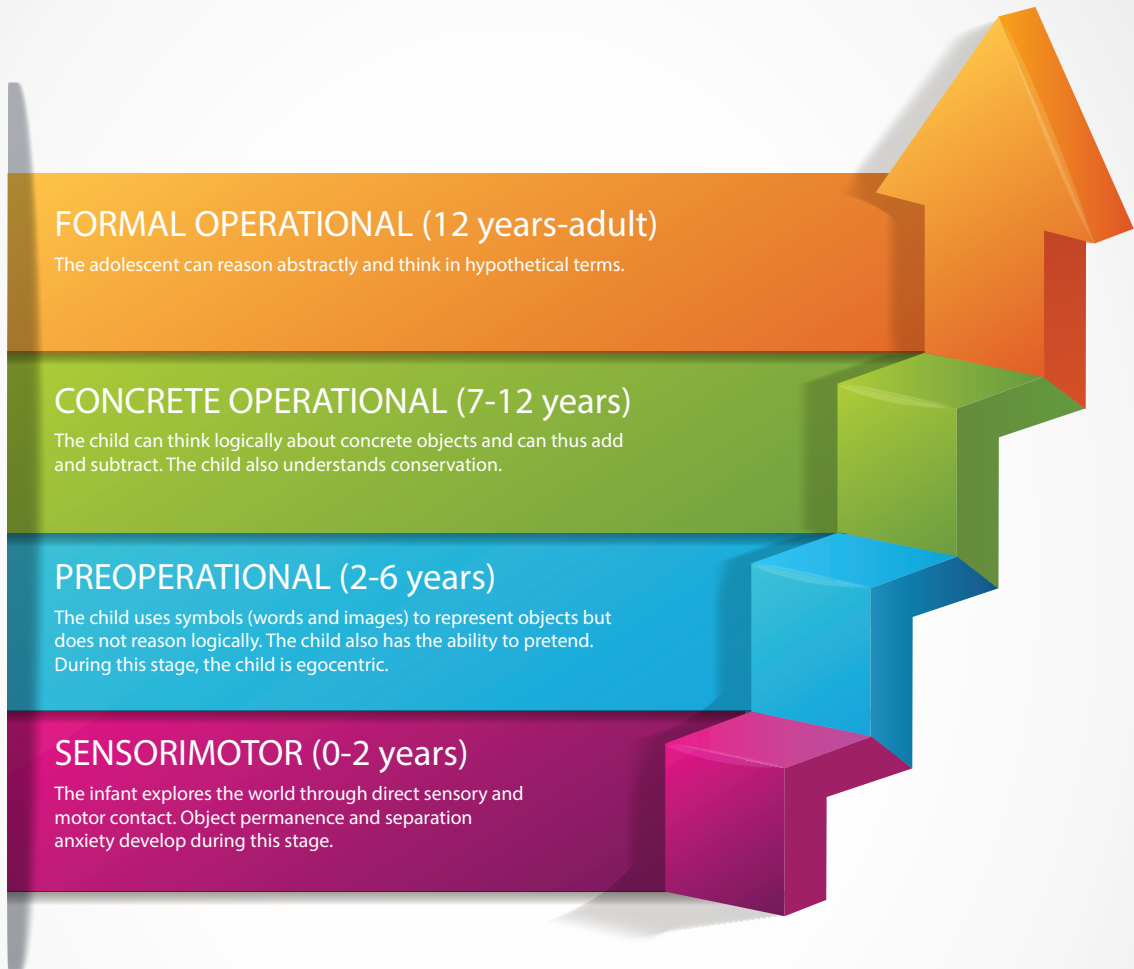 FORMAL OPERATIONAL (12 years-adult)
The adolescent can reason abstractly and think in hypothetical terms.
CONCRETE OPERATIONAL (7-12 years)
The child can think logically about concrete objects and can thus add
and subtract. The child also understands conservation.
PREOPERATIONAL (2-6 years)
The child uses symbols (words and images) to represent objects but
does not reason logically. The child also has the ability to pretend.
During this stage, the child is egocentric.
SENSORIMOTOR (0-2 years)
The infant explores the world through direct sensory and
motor contact. Object permanence and separation
anxiety develop during this stage.